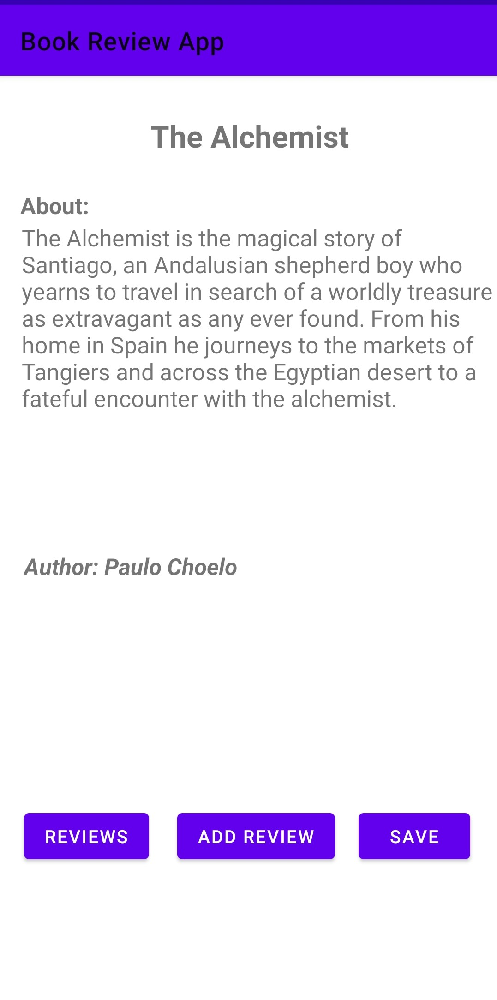 Book Review App
The Alchemist
About:
The Alchemist is the magical story of
Santiago, an Andalusian shepherd boy who
yearns to travel in search of a worldly treasure
as extravagant as any ever found. From his
home in Spain he journeys to the markets of
Tangiers and across the Egyptian desert to a
fateful encounter with the alchemist.
Author: Paulo Choelo
REVIEWS ADD REVIEW SAVE